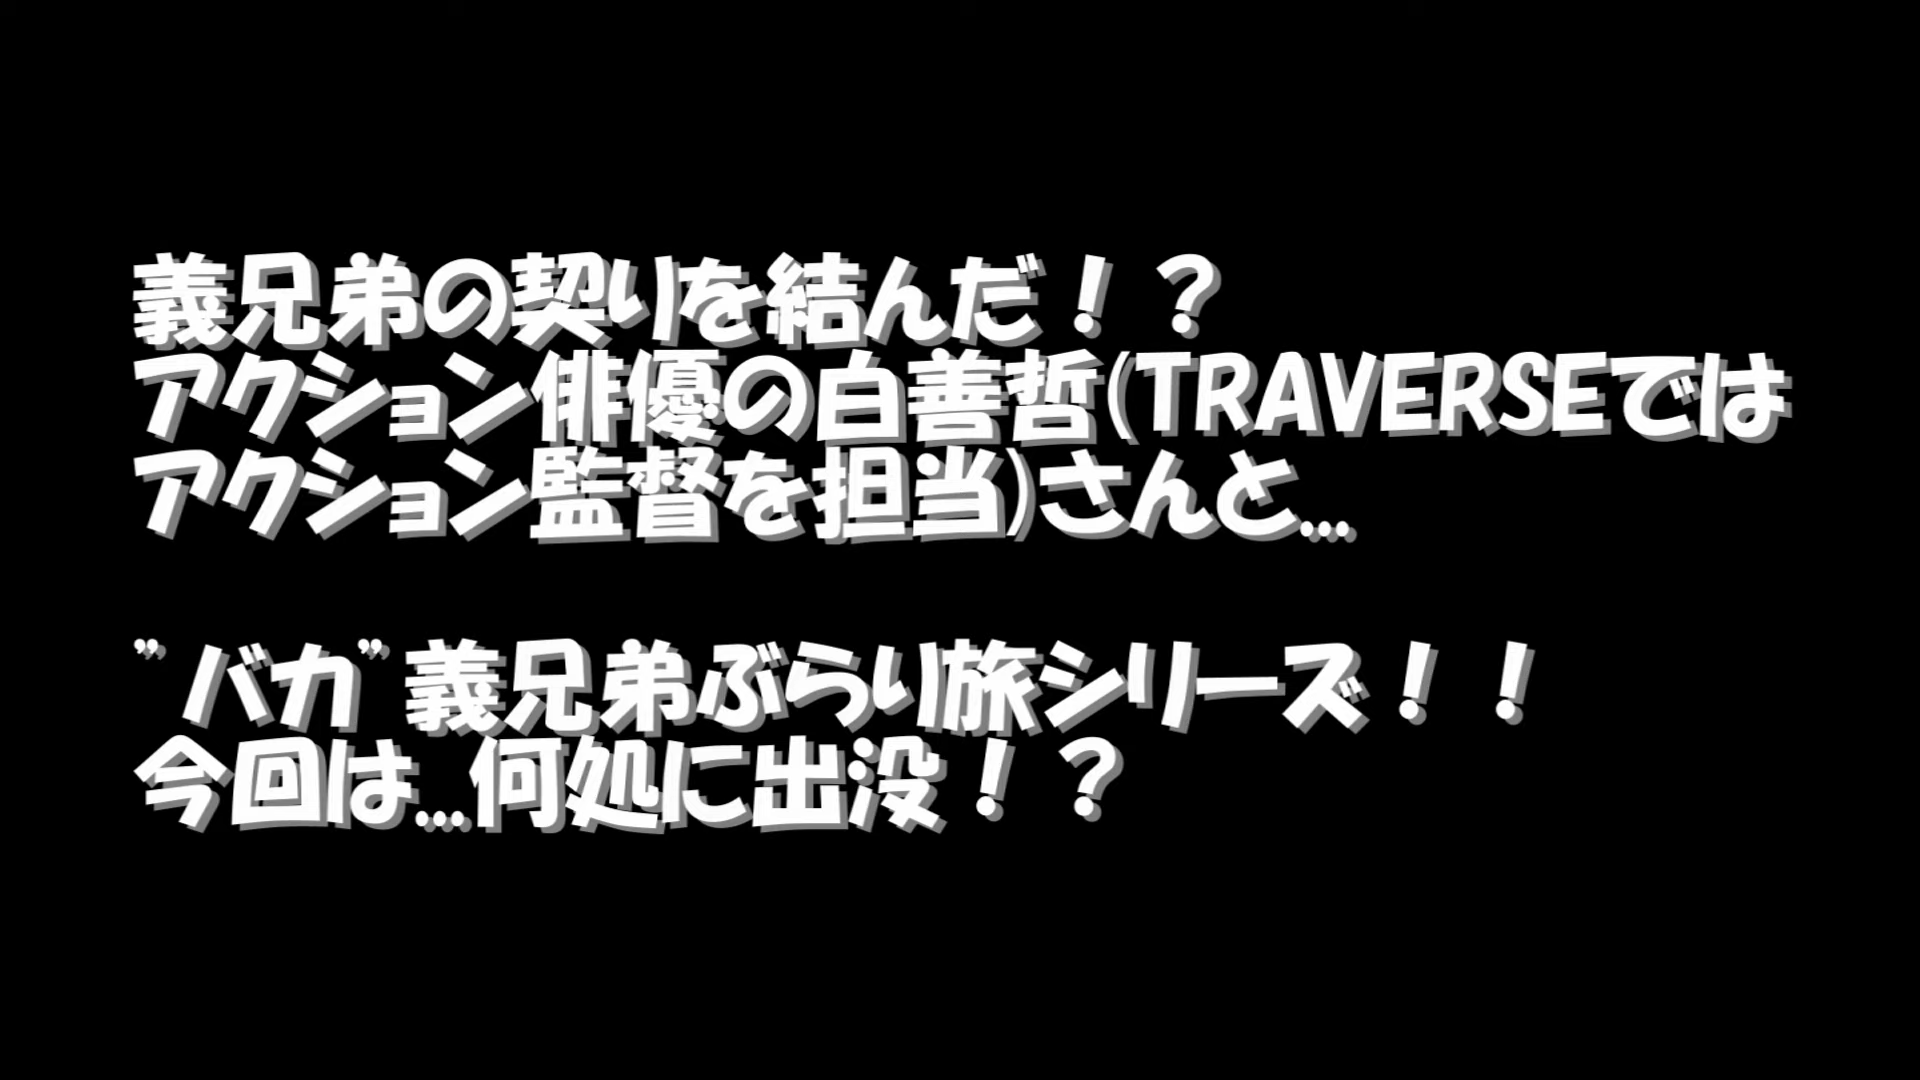 義兄弟の契りを結んだ！？
アクション俳優の白善哲(TRAVERSEでは
アクション監督を担当)さんと...
”バカ”義兄弟ぶらり旅シリーズ！！
今回は...何処に出没！？